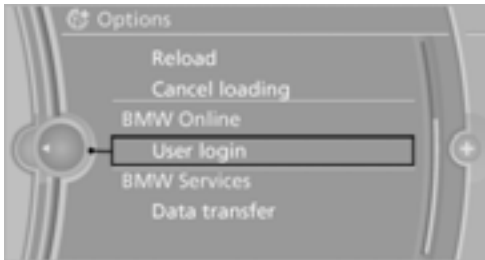 Options
Reload
Cancel loading
BMW Online
User login
BMW Services
Data transfer